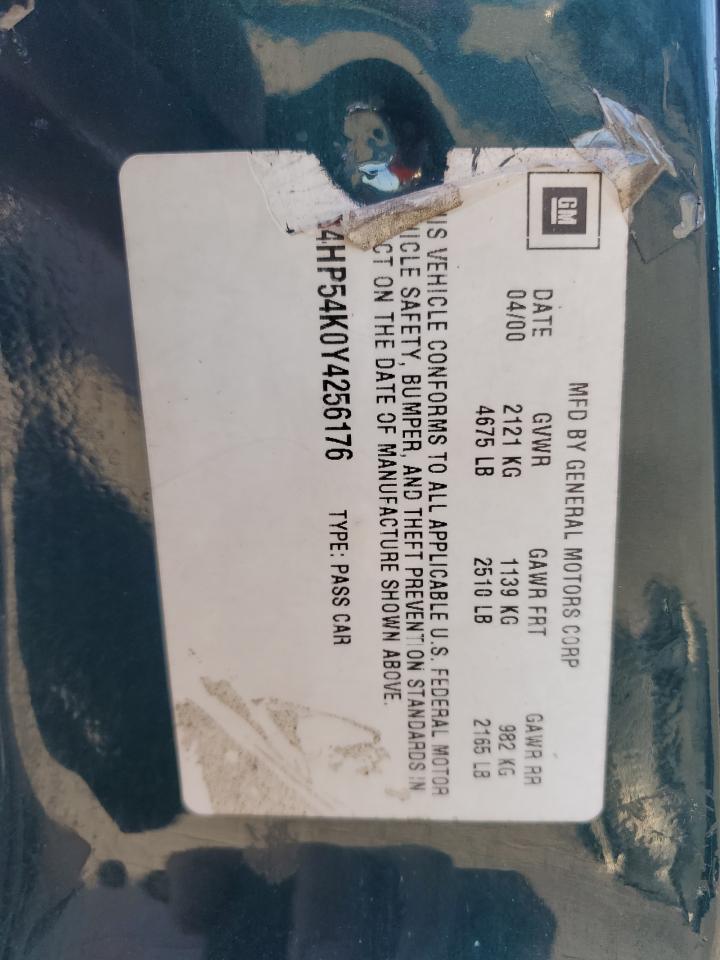 GM
MFD BY GENERAL MOTORS CORP
DATE GVWR GAWR FRT GAWR RR
04/00 2121 KG 1139 KG 982 KG
4675 LB 2510 LB 2165 LB
IS VEHICLE CONFORMS TO ALL APPLICABLE U.S. FEDERAL MOTOR
HICLE SAFETY, BUMPER, AND THEFT PREVENTION STANDARDS IN
CT ON THE DATE OF MANUFACTURE SHOWN ABOVE.
4HP54K0Y4256176 TYPE: PASS CAR